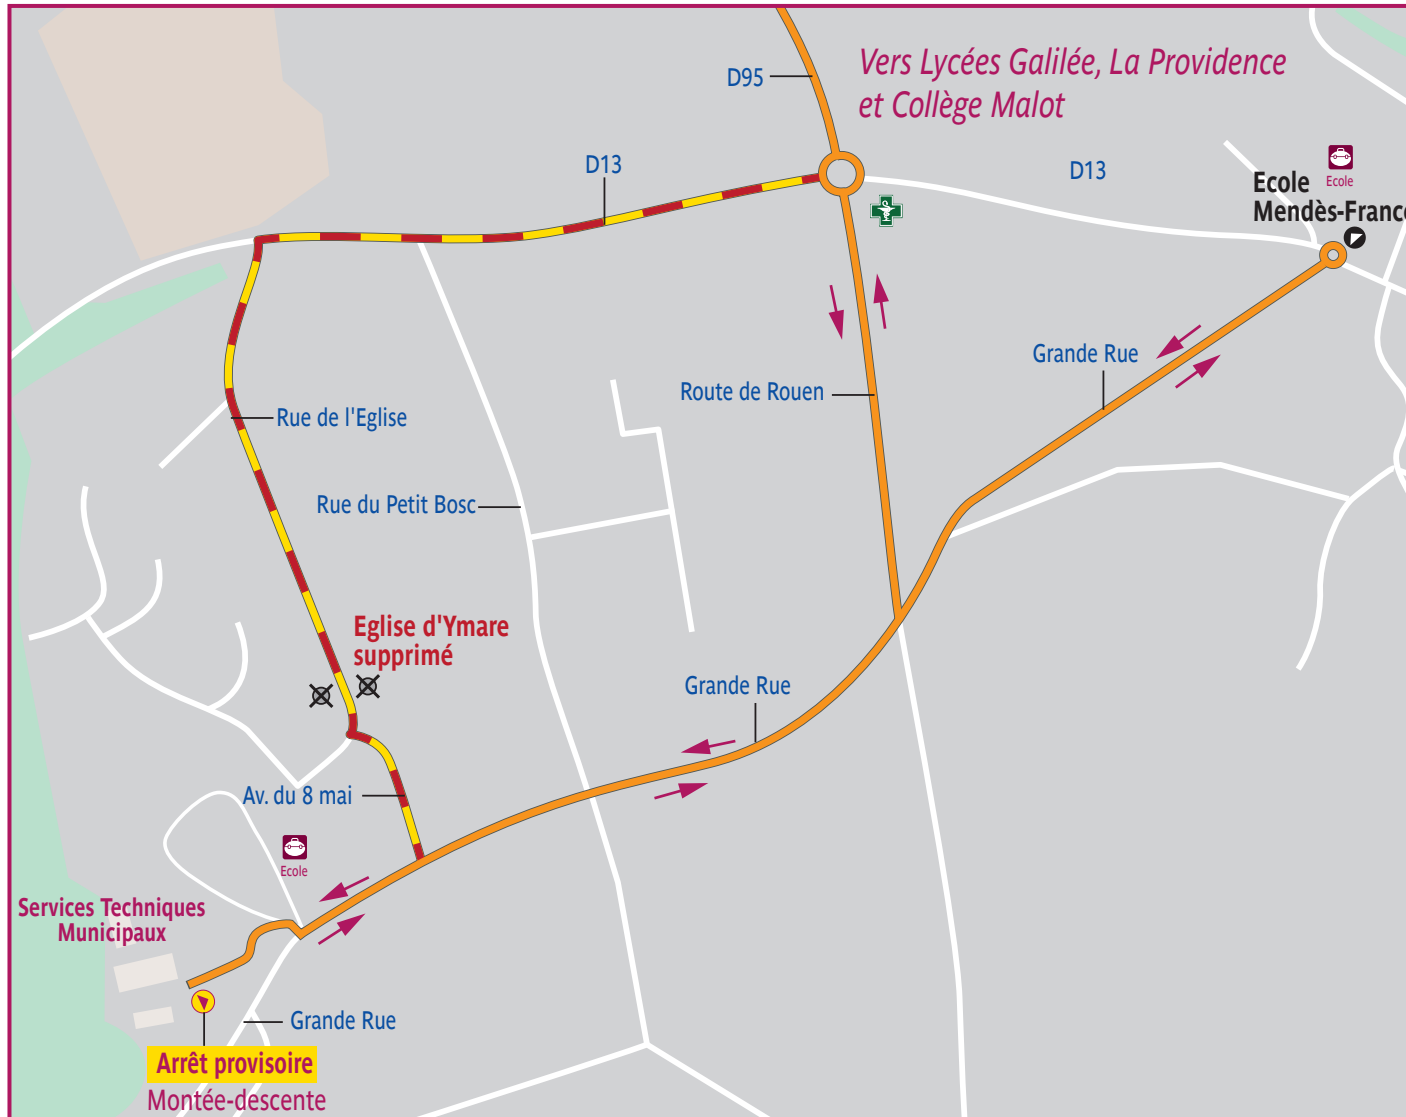 Vers Lycées Galilée, La Providence
et Collège Malot
D95
D13
D13
Ecole
Ecole
Mendès-France
Grande Rue
Route de Rouen
Rue de l'Eglise
Rue du Petit Bosc
Eglise d'Ymare
supprimé
Grande Rue
Av. du 8 mai
Ecole
Services Techniques
Municipaux
Grande Rue
Arrêt provisoire
Montée-descente